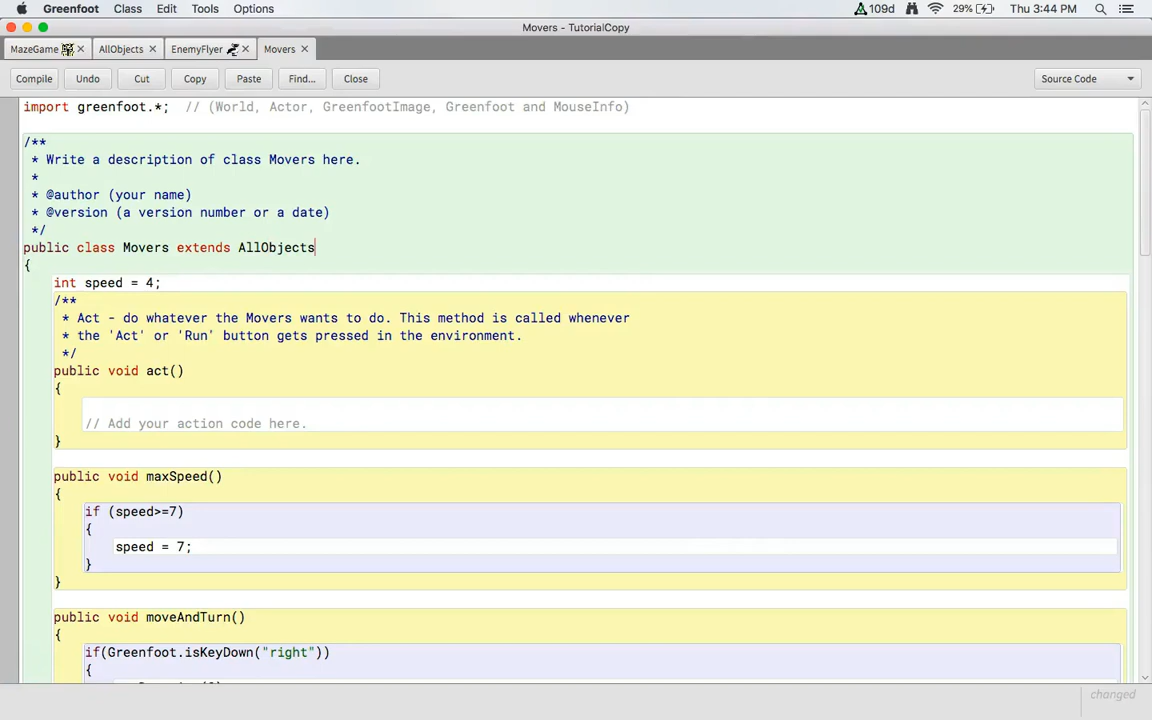 Greenfoot Class Edit Tools Options 109d 29% Thu 3:44 PM
Movers - TutorialCopy
MazeGame AllObjects EnemyFlyer Movers
Compile Undo Cut Copy Paste Find... Close Source Code
import greenfoot.*;  // (World, Actor, GreenfootImage, Greenfoot and MouseInfo)
/**
* Write a description of class Movers here.
*
* @author (your name)
* @version (a version number or a date)
*/
public class Movers extends AllObjects
{
int speed = 4;
/**
* Act - do whatever the Movers wants to do. This method is called whenever
* the 'Act' or 'Run' button gets pressed in the environment.
*/
public void act()
{
// Add your action code here.
}
public void maxSpeed()
{
if (speed>=7)
{
speed = 7;
}
}
public void moveAndTurn()
{
if(Greenfoot.isKeyDown("right"))
{
changed